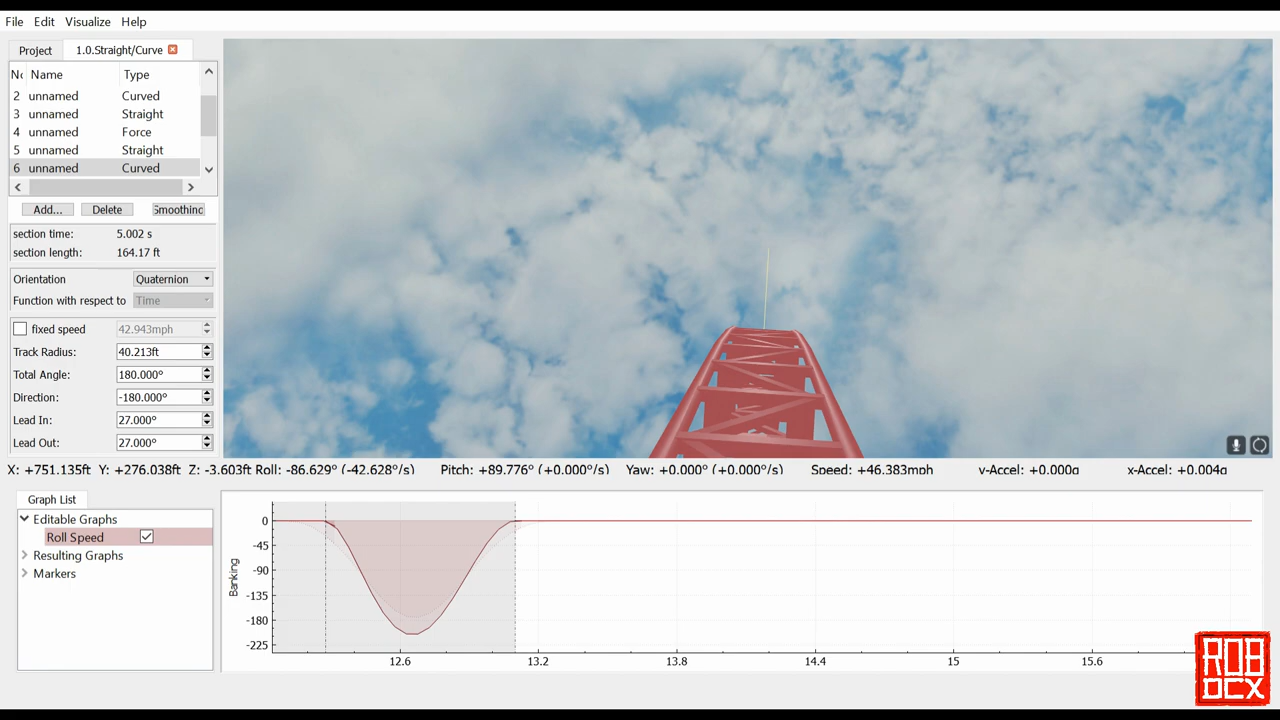 File Edit Visualize Help
Project 1.0.Straight/Curve
Name Type
2 unnamed Curved
3 unnamed Straight
4 unnamed Force
5 unnamed Straight
6 unnamed Curved
Add... Delete Smoothing
section time: 5.002 s
section length: 164.17 ft
Orientation Quaternion
Function with respect to Time
fixed speed 42.943mph
Track Radius: 40.213ft
Total Angle: 180.000°
Direction: -180.000°
Lead In: 27.000°
Lead Out: 27.000°
X: +751.135ft Y: +276.038ft Z: -3.603ft Roll: -86.629° (-42.628°/s) Pitch: +89.776° (+0.000°/s) Yaw: +0.000° (+0.000°/s) Speed: +46.383mph v-Accel: +0.000g x-Accel: +0.004g
Graph List
Editable Graphs
Roll Speed
Resulting Graphs
Markers
Banking
0
-45
-90
-135
-180
-225
12.6 13.2 13.8 14.4 15 15.6
ROB
OCX